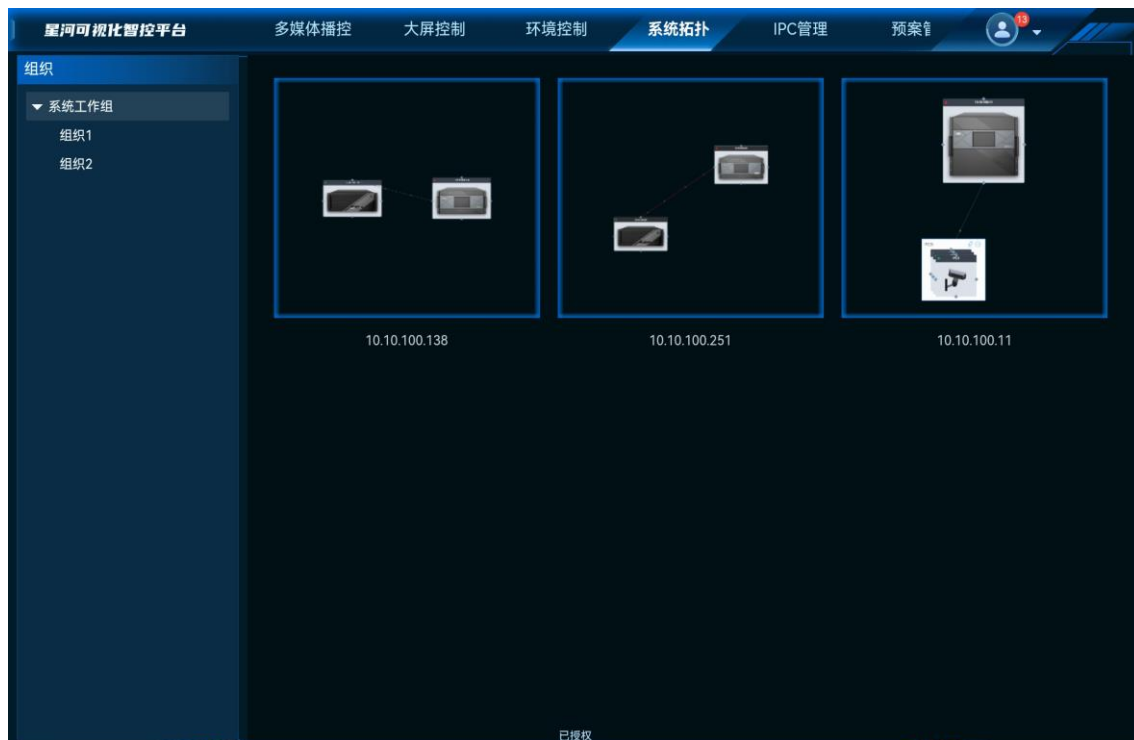 星河可视化智控平台
多媒体播控 大屏控制 环境控制 系统拓扑 IPC管理 预案 13
组织
系统工作组
组织1
组织2
10.10.100.138 10.10.100.251 10.10.100.11
已授权